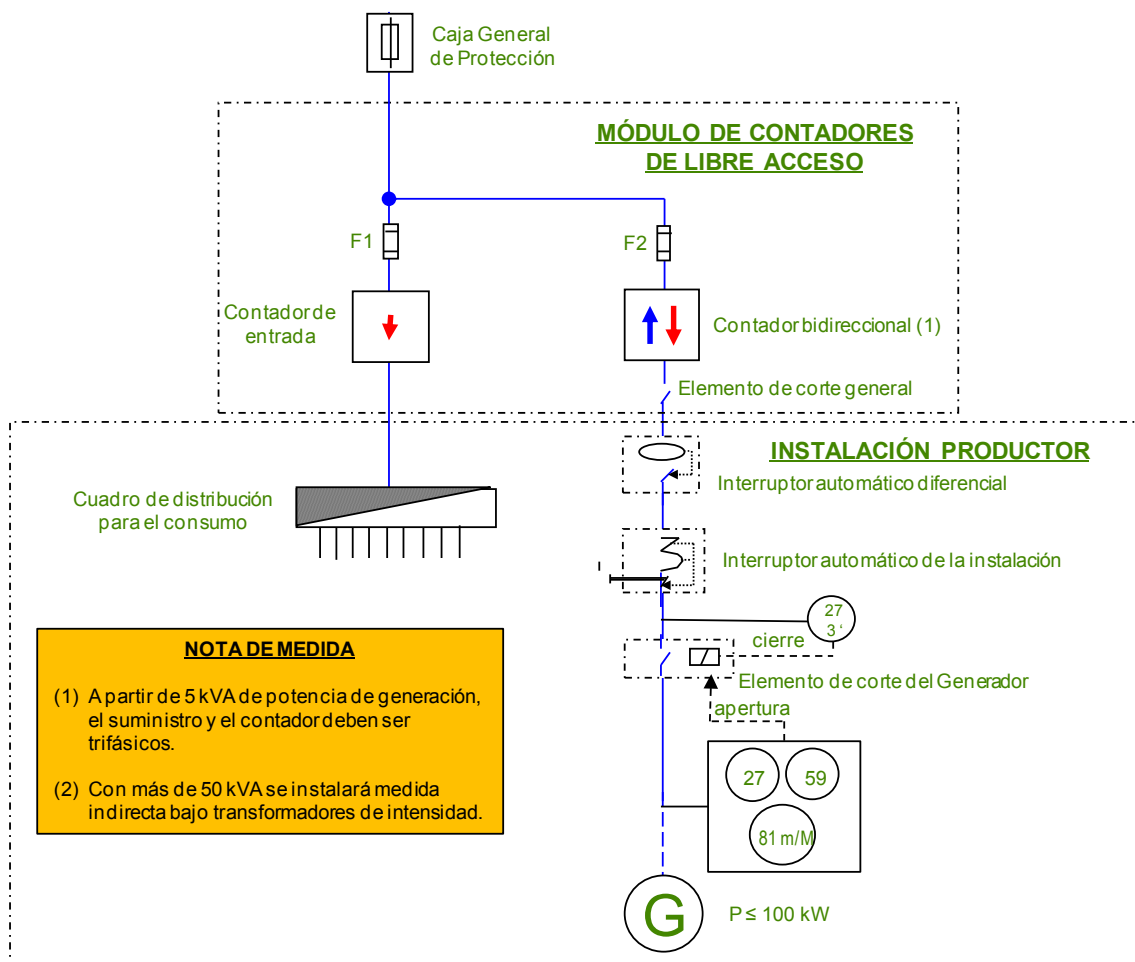 Caja General
de Protección
MÓDULO DE CONTADORES
DE LIBRE ACCESO
F1
F2
Contador de
entrada
Contador bidireccional (1)
Elemento de corte general
INSTALACIÓN PRODUCTOR
Interruptor automático diferencial
Cuadro de distribución
para el consumo
Interruptor automático de la instalación
I
27
3 ‘
cierre
Elemento de corte del Generador
apertura
NOTA DE MEDIDA
(1) A partir de 5 kVA de potencia de generación,
el suministro y el contador deben ser
trifásicos.
(2) Con más de 50 kVA se instalará medida
indirecta bajo transformadores de intensidad.
27
59
81 m/M
G
P ≤ 100 kW